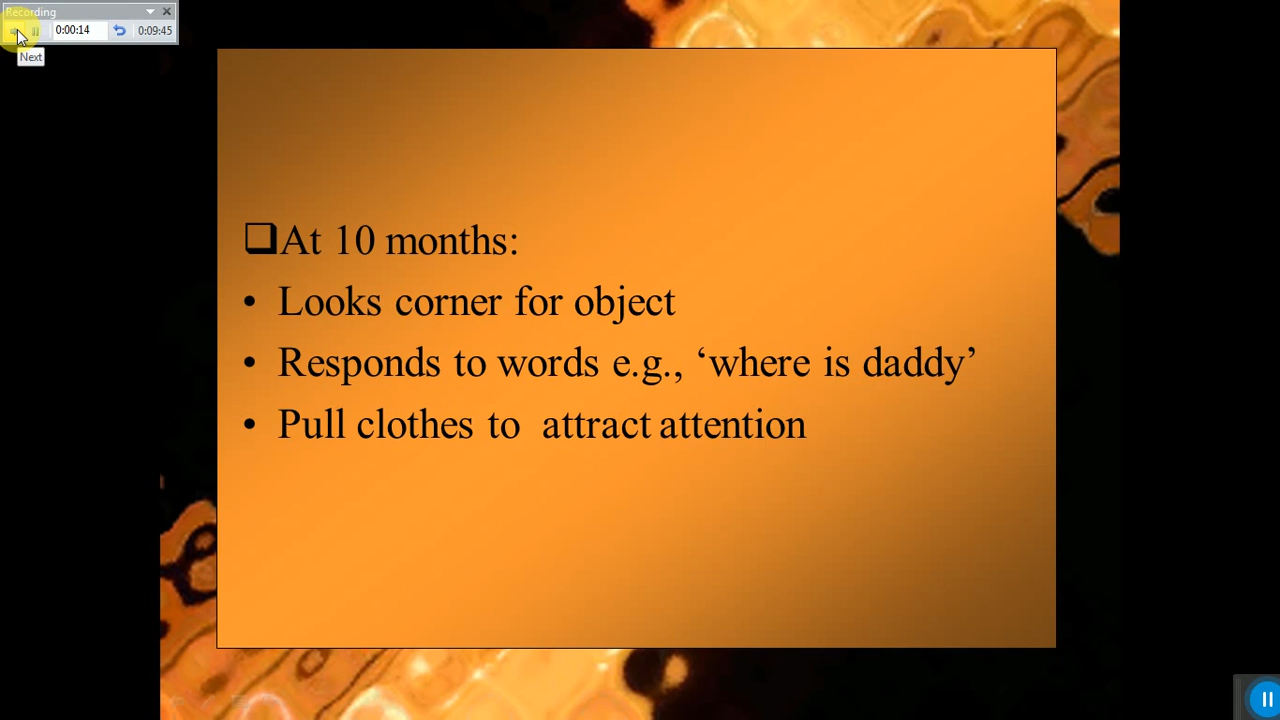 Recording
0:00:14 0:09:45
Next
❑At 10 months:
• Looks corner for object
• Responds to words e.g., ‘where is daddy’
• Pull clothes to attract attention